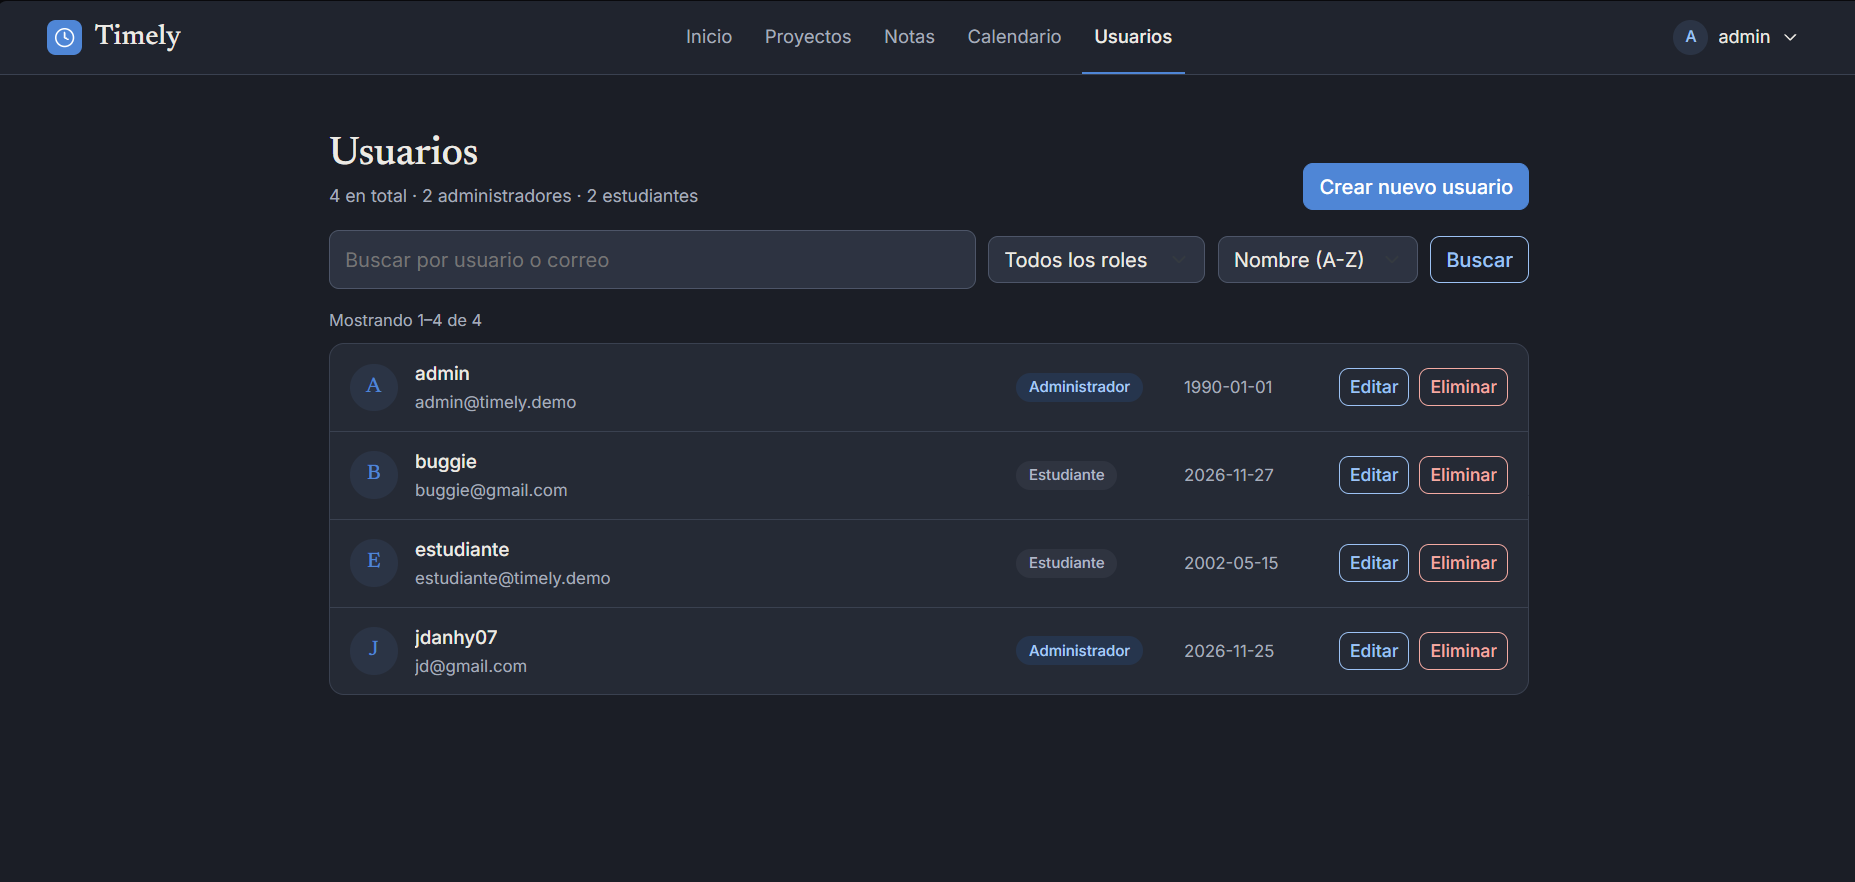 Timely
Inicio Proyectos Notas Calendario Usuarios
A admin
Usuarios
4 en total · 2 administradores · 2 estudiantes
Crear nuevo usuario
Buscar por usuario o correo
Todos los roles
Nombre (A-Z)
Buscar
Mostrando 1–4 de 4
A
admin
admin@timely.demo
Administrador
1990-01-01
Editar
Eliminar
B
buggie
buggie@gmail.com
Estudiante
2026-11-27
Editar
Eliminar
E
estudiante
estudiante@timely.demo
Estudiante
2002-05-15
Editar
Eliminar
J
jdanhy07
jd@gmail.com
Administrador
2026-11-25
Editar
Eliminar